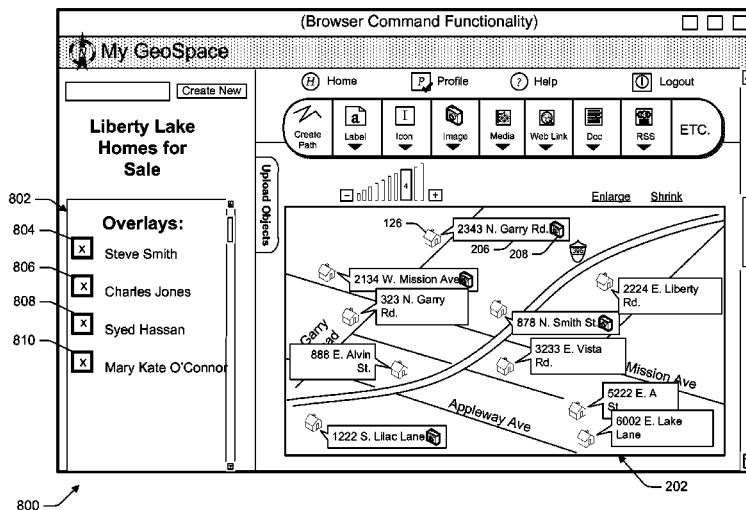 (Browser Command Functionality)
My GeoSpace
Create New
H Home
P Profile
? Help
Logout
Liberty Lake
Homes for
Sale
Create
Path
a
Label
I
Icon
Image
Media
Web Link
Doc
RSS
ETC.
Upload Objects
4
Enlarge
Shrink
802
Overlays:
804
X
Steve Smith
806
X
Charles Jones
808
X
Syed Hassan
810
X
Mary Kate O'Connor
126
2343 N. Garry Rd.
206
208
2134 W. Mission Ave
2224 E. Liberty
Rd.
323 N. Garry
Rd.
878 N. Smith St.
Garry
888 E. Alvin
St.
3233 E. Vista
Rd.
Mission Ave
5222 E. A
St.
Appleway Ave
6002 E. Lake
Lane
1222 S. Lilac Lane
202
800